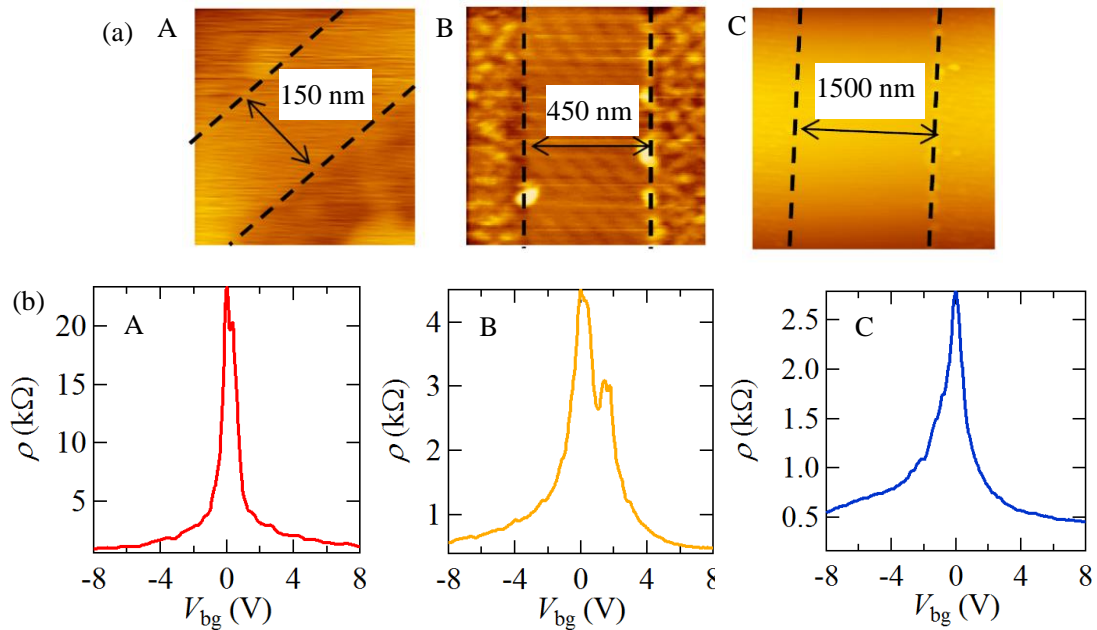 (a) A B C
150 nm 450 nm 1500 nm
(b) A
ρ (kΩ)
20
15
10
5
-8 -4 0 4 8
V_bg (V)
B
ρ (kΩ)
4
3
2
1
-8 -4 0 4 8
V_bg (V)
C
ρ (kΩ)
2.5
2.0
1.5
1.0
0.5
-8 -4 0 4 8
V_bg (V)